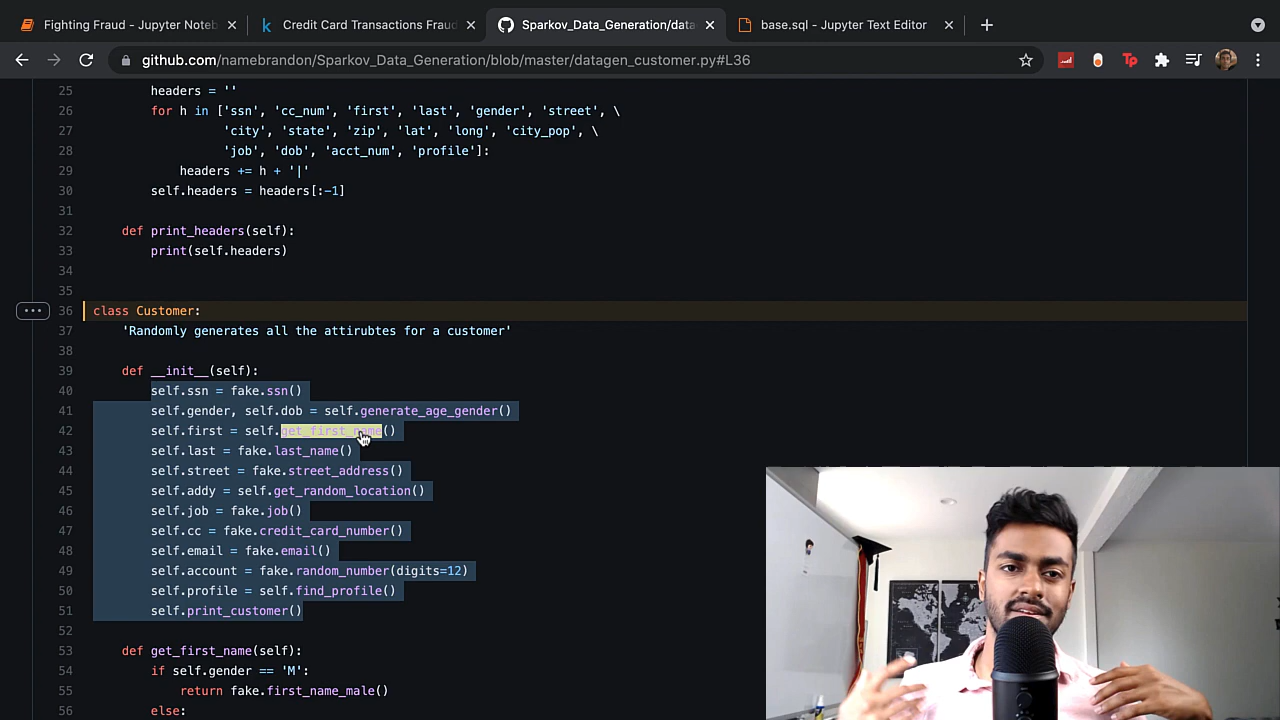 Fighting Fraud - Jupyter Noteb
Credit Card Transactions Fraud
Sparkov_Data_Generation/data
base.sql - Jupyter Text Editor
github.com/namebrandon/Sparkov_Data_Generation/blob/master/datagen_customer.py#L36
25 headers = ''
26 for h in ['ssn', 'cc_num', 'first', 'last', 'gender', 'street', \
27 'city', 'state', 'zip', 'lat', 'long', 'city_pop', \
28 'job', 'dob', 'acct_num', 'profile']:
29 headers += h + '|'
30 self.headers = headers[:-1]
31
32 def print_headers(self):
33 print(self.headers)
34
35
36 class Customer:
37 'Randomly generates all the attirubtes for a customer'
38
39 def __init__(self):
40 self.ssn = fake.ssn()
41 self.gender, self.dob = self.generate_age_gender()
42 self.first = self.get_first_name()
43 self.last = fake.last_name()
44 self.street = fake.street_address()
45 self.addy = self.get_random_location()
46 self.job = fake.job()
47 self.cc = fake.credit_card_number()
48 self.email = fake.email()
49 self.account = fake.random_number(digits=12)
50 self.profile = self.find_profile()
51 self.print_customer()
52
53 def get_first_name(self):
54 if self.gender == 'M':
55 return fake.first_name_male()
56 else: